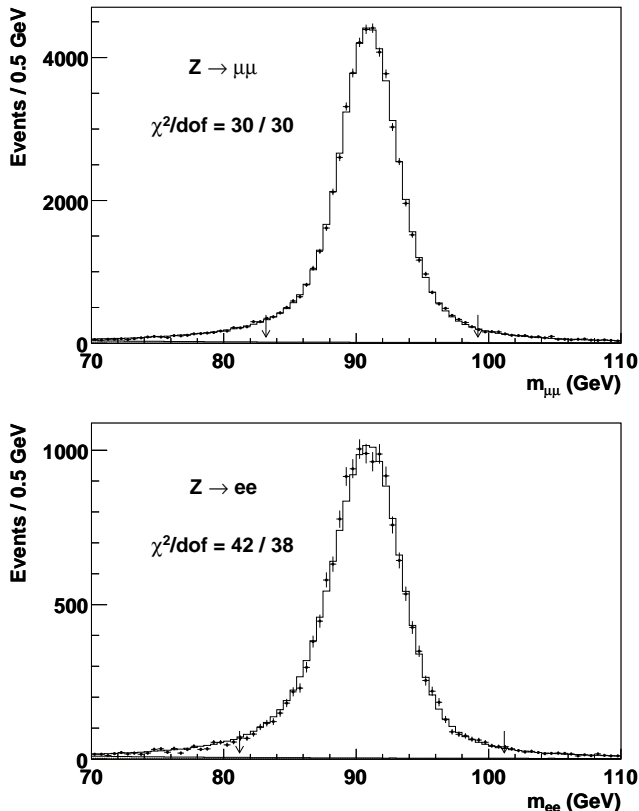 Events / 0.5 GeV
4000
2000
0
Z → μμ
χ²/dof = 30 / 30
70 80 90 100 110
m_μμ (GeV)
Events / 0.5 GeV
1000
500
0
Z → ee
χ²/dof = 42 / 38
70 80 90 100 110
m_ee (GeV)